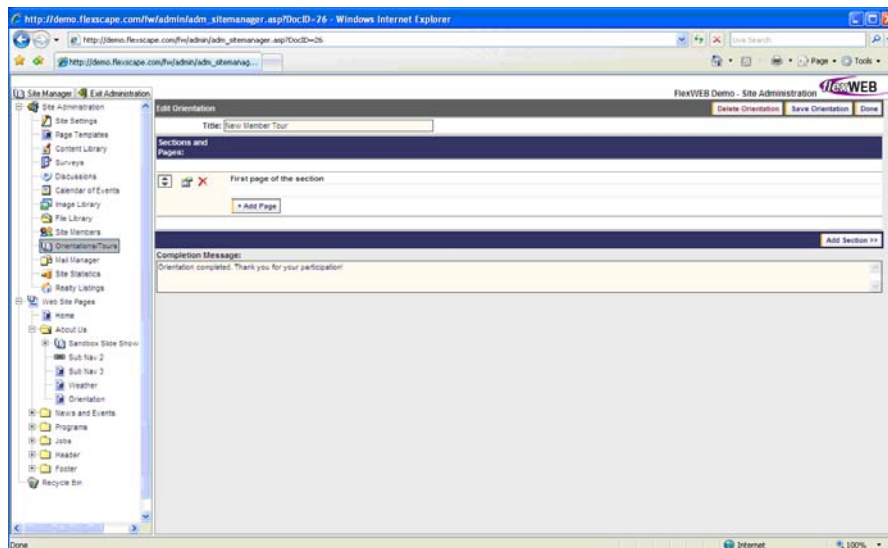 http://demo.flexscape.com/fw/admin/adm_sitemanager.asp?DocID=26 - Windows Internet Explorer
http://demo.flexscape.com/fw/admin/adm_sitemanager.asp?DocID=26
Live Search
http://demo.flexscape.com/fw/admin/adm_sitemanag...
Page
Tools
Site Manager
Exit Administration
FlexWEB Demo - Site Administration
flexWEB
Site Administration
Edit Orientation
Delete Orientation
Save Orientation
Done
Site Settings
Title: New Member Tour
Page Templates
Sections and
Pages:
Content Library
Surveys
Discussions
First page of the section
Calendar of Events
Image Library
+ Add Page
File Library
Site Members
Orientations/Tours
Add Section >>
Mail Manager
Completion Message:
Site Statistics
Orientation completed. Thank you for your participation!
Realty Listings
Web Site Pages
Home
About Us
Sandbox Slide Show
Sub Nav 2
Sub Nav 3
Weather
Orientation
News and Events
Programs
Jobs
Header
Footer
Recycle Bin
Done
Internet
100%